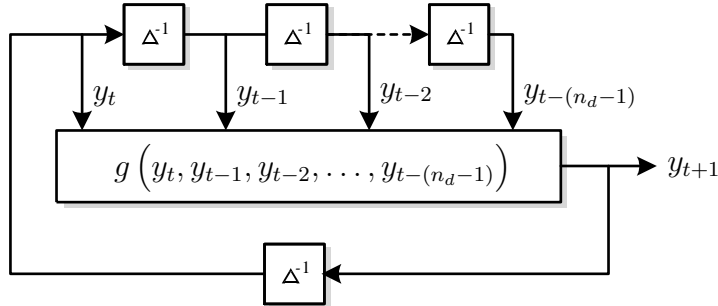 Δ⁻¹ Δ⁻¹ Δ⁻¹
y_t y_{t−1} y_{t−2} y_{t−(n_d−1)}
g (y_t, y_{t−1}, y_{t−2}, . . . , y_{t−(n_d−1)})
y_{t+1}
Δ⁻¹